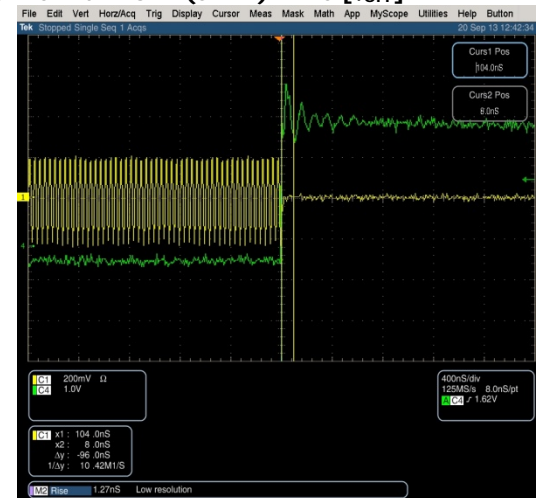 File Edit Vert Horz/Acq Trig Display Cursor Meas Mask Math App MyScope Utilities Help Button
Tek Stopped Single Seq 1 Acqs 20 Sep 13 12:42:34
Curs1 Pos
104.0nS
Curs2 Pos
8.0nS
1
4
C1 200mV Ω
C4 1.0V
400nS/div
125MS/s 8.0nS/pt
A C4 ƒ 1.62V
C1 x1 : 104 .0nS
x2 : 8 .0nS
Δy : -96 .0nS
1/Δy : 10 .42M1/S
M2 Rise 1.27nS Low resolution